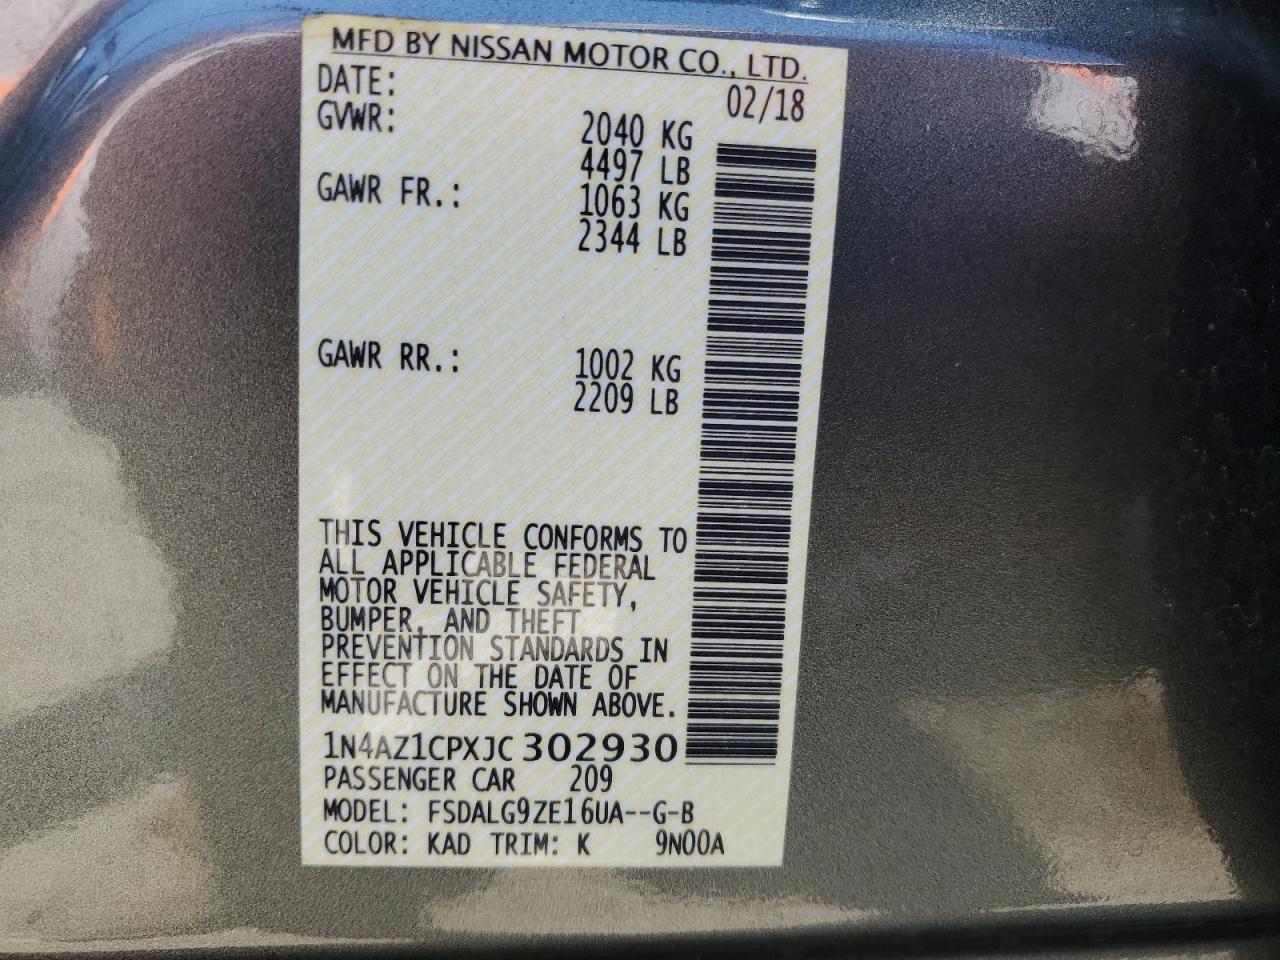 MFD BY NISSAN MOTOR CO., LTD.
DATE: 02/18
GVWR: 2040 KG
4497 LB
GAWR FR.: 1063 KG
2344 LB
GAWR RR.: 1002 KG
2209 LB
THIS VEHICLE CONFORMS TO
ALL APPLICABLE FEDERAL
MOTOR VEHICLE SAFETY,
BUMPER, AND THEFT
PREVENTION STANDARDS IN
EFFECT ON THE DATE OF
MANUFACTURE SHOWN ABOVE.
1N4AZ1CPXJC302930
PASSENGER CAR 209
MODEL: FSDALG9ZE16UA--G-B
COLOR: KAD TRIM: K 9N00A